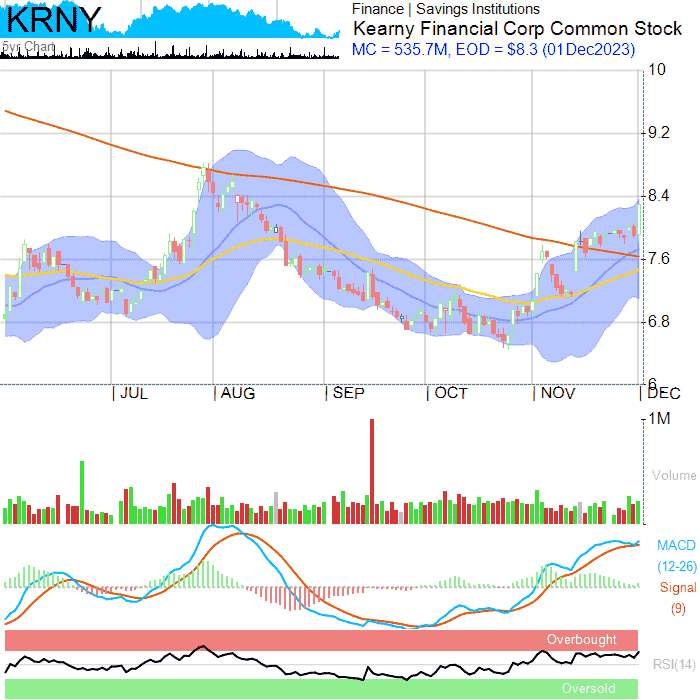 KRNY
Finance | Savings Institutions
Kearny Financial Corp Common Stock
5yr Chart
MC = 535.7M, EOD = $8.3 (01Dec2023)
10
9.2
8.4
7.6
6.8
6
JUL AUG SEP OCT NOV DEC
1M
Volume
MACD
(12-26)
Signal
(9)
Overbought
RSI(14)
Oversold